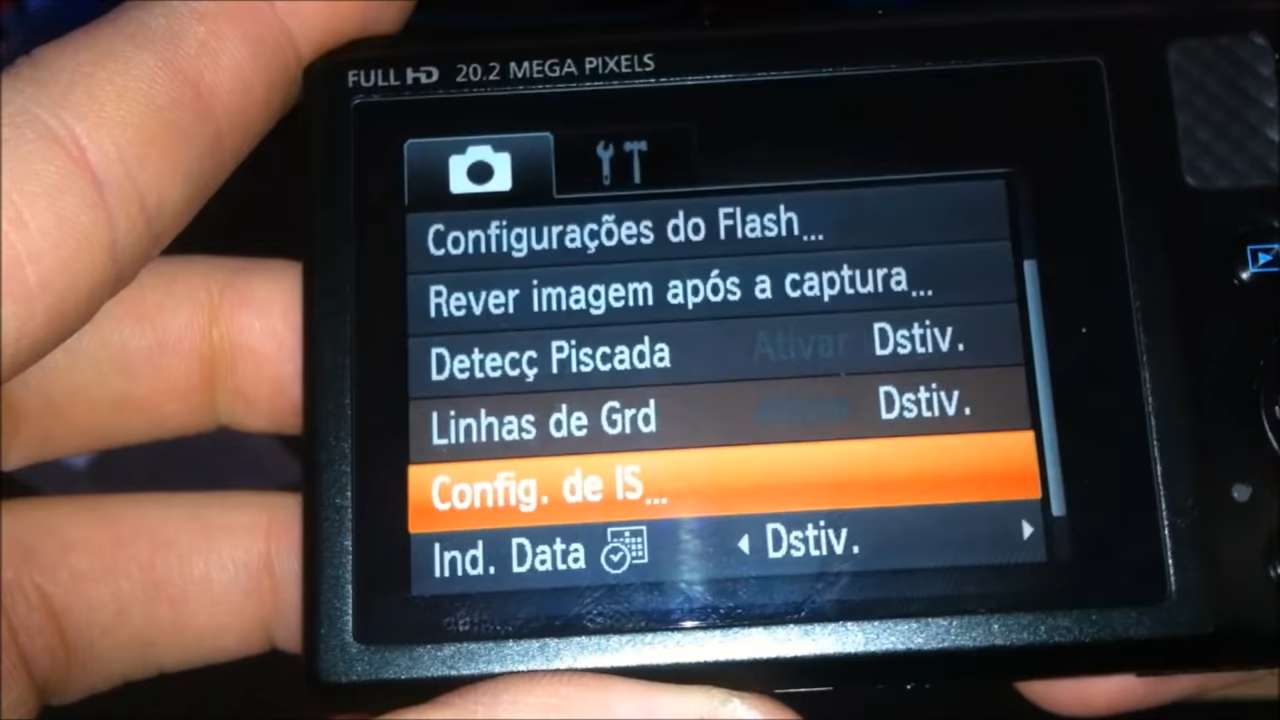 FULL HD 20.2 MEGA PIXELS
Configurações do Flash...
Rever imagem após a captura...
Detecç Piscada Ativar Dstiv.
Linhas de Grd Dstiv.
Config. de IS...
Ind. Data Dstiv.